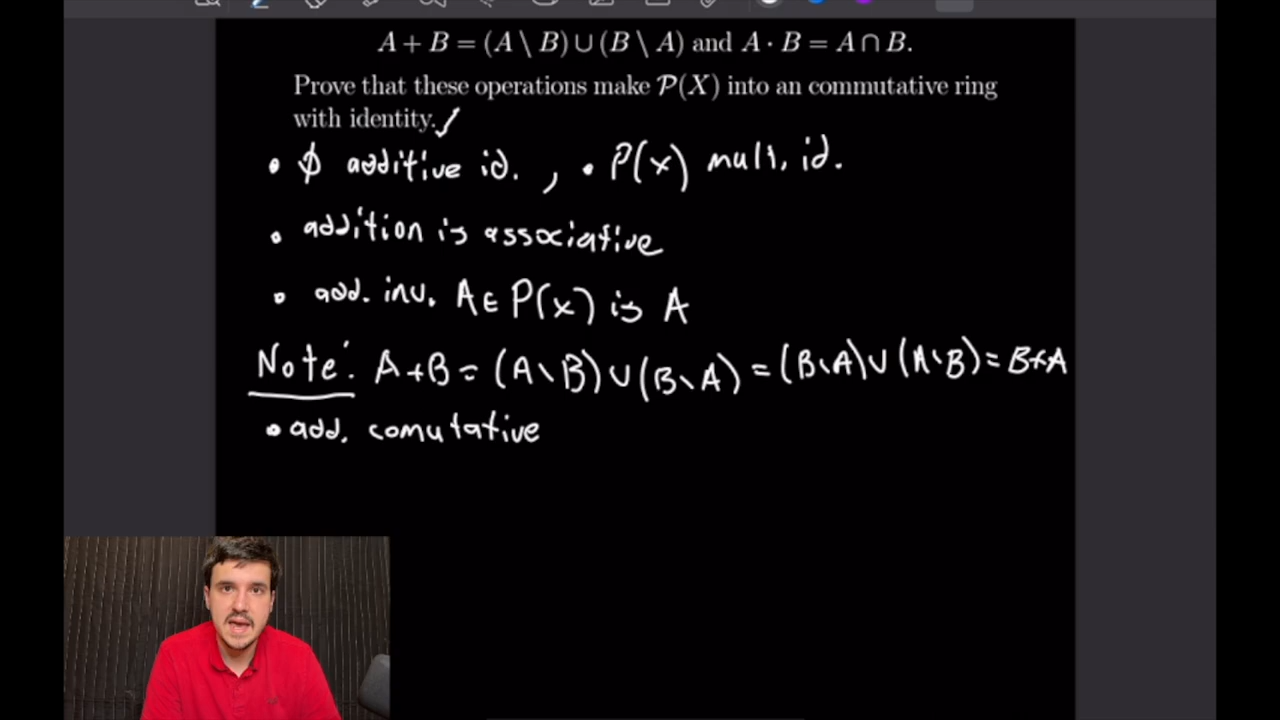 A + B = (A \ B) ∪ (B \ A) and A · B = A ∩ B.
Prove that these operations make 𝒫(X) into an commutative ring
with identity. ✓
• ∅ additive id. , • P(x) mult. id.
• addition is associative
• add. inv. A ∈ P(x) is A
Note: A+B = (A \ B) ∪ (B \ A) = (B \ A) ∪ (A \ B) = B+A
• add. comutative